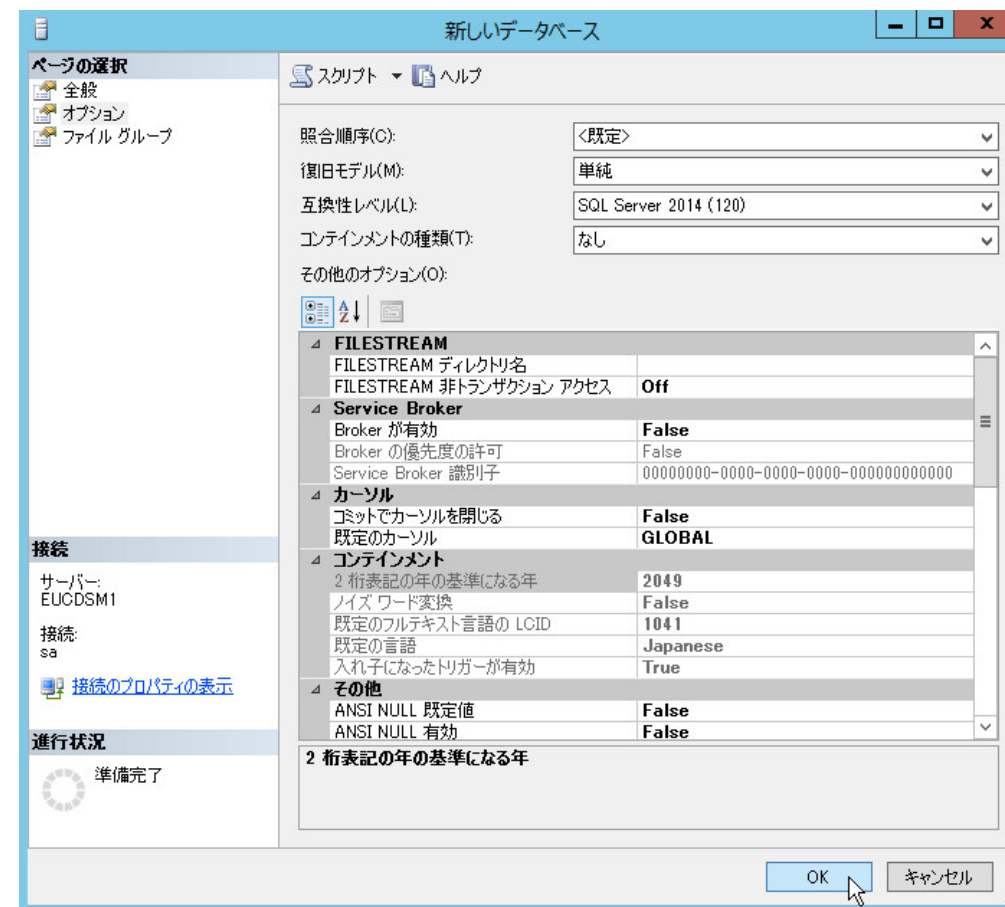 新しいデータベース
ページの選択
全般
オプション
ファイル グループ
スクリプト ヘルプ
照合順序(C): <既定>
復旧モデル(M): 単純
互換性レベル(L): SQL Server 2014 (120)
コンテインメントの種類(T): なし
その他のオプション(O):
FILESTREAM
FILESTREAM ディレクトリ名
FILESTREAM 非トランザクション アクセス Off
Service Broker
Broker が有効 False
Broker の優先度の許可 False
Service Broker 識別子 00000000-0000-0000-0000-000000000000
カーソル
コミットでカーソルを閉じる False
既定のカーソル GLOBAL
コンテインメント
2 桁表記の年の基準になる年 2049
ノイズ ワード変換 False
既定のフルテキスト言語の LCID 1041
既定の言語 Japanese
入れ子になったトリガーが有効 True
その他
ANSI NULL 既定値 False
ANSI NULL 有効 False
2 桁表記の年の基準になる年
接続
サーバー:
EUCDSM1
接続:
sa
接続のプロパティの表示
進行状況
準備完了
OK キャンセル